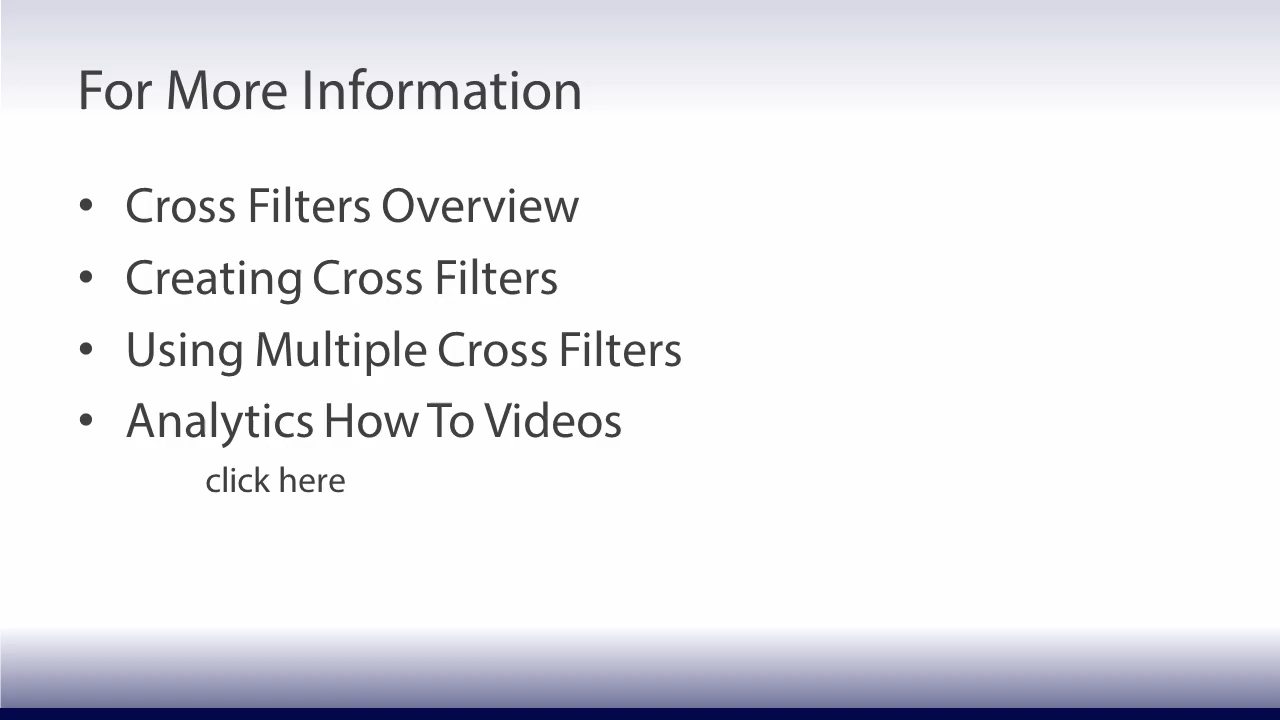 For More Information
• Cross Filters Overview
• Creating Cross Filters
• Using Multiple Cross Filters
• Analytics How To Videos
click here